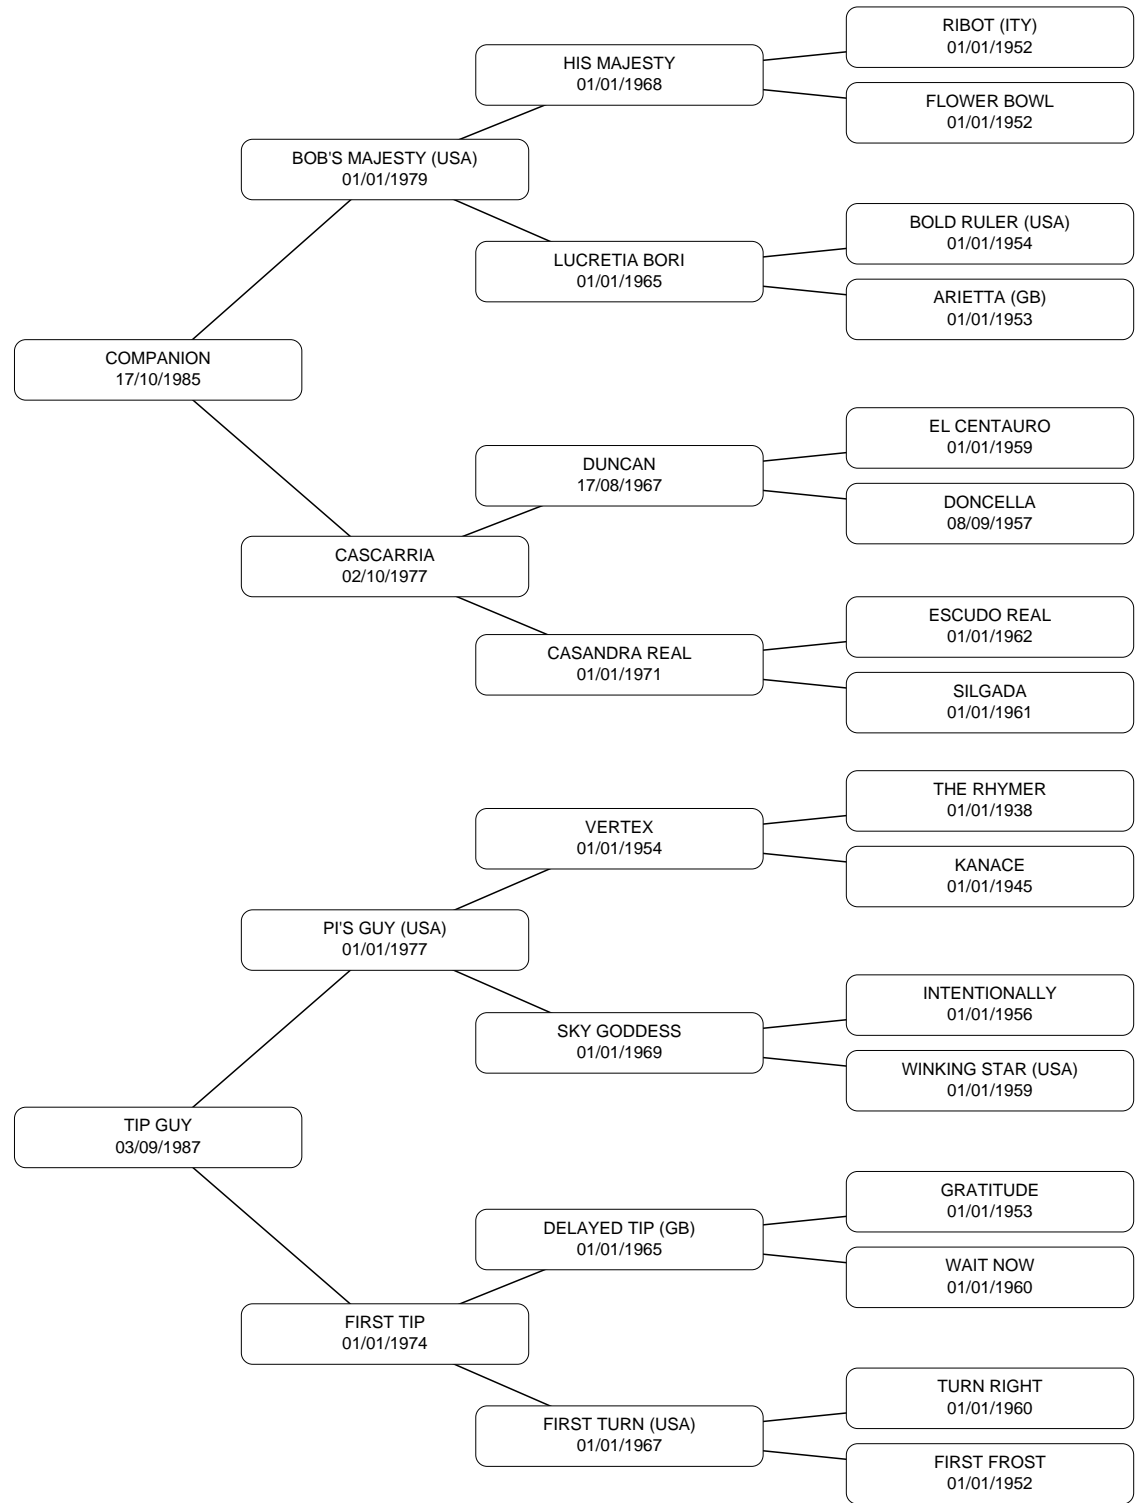 RIBOT (ITY)
01/01/1952
HIS MAJESTY
01/01/1968
FLOWER BOWL
01/01/1952
BOB'S MAJESTY (USA)
01/01/1979
BOLD RULER (USA)
01/01/1954
LUCRETIA BORI
01/01/1965
ARIETTA (GB)
01/01/1953
COMPANION
17/10/1985
EL CENTAURO
01/01/1959
DUNCAN
17/08/1967
DONCELLA
08/09/1957
CASCARRIA
02/10/1977
ESCUDO REAL
01/01/1962
CASANDRA REAL
01/01/1971
SILGADA
01/01/1961
THE RHYMER
01/01/1938
VERTEX
01/01/1954
KANACE
01/01/1945
PI'S GUY (USA)
01/01/1977
INTENTIONALLY
01/01/1956
SKY GODDESS
01/01/1969
WINKING STAR (USA)
01/01/1959
TIP GUY
03/09/1987
GRATITUDE
01/01/1953
DELAYED TIP (GB)
01/01/1965
WAIT NOW
01/01/1960
FIRST TIP
01/01/1974
TURN RIGHT
01/01/1960
FIRST TURN (USA)
01/01/1967
FIRST FROST
01/01/1952